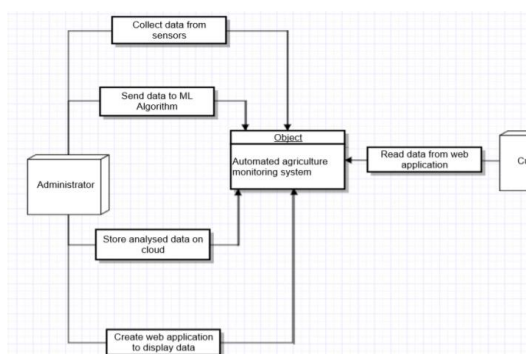 Collect data from
sensors
Send data to ML
Algorithm
Object
Automated agriculture
monitoring system
Read data from web
application
Administrator
Store analysed data on
cloud
Create web application
to display data